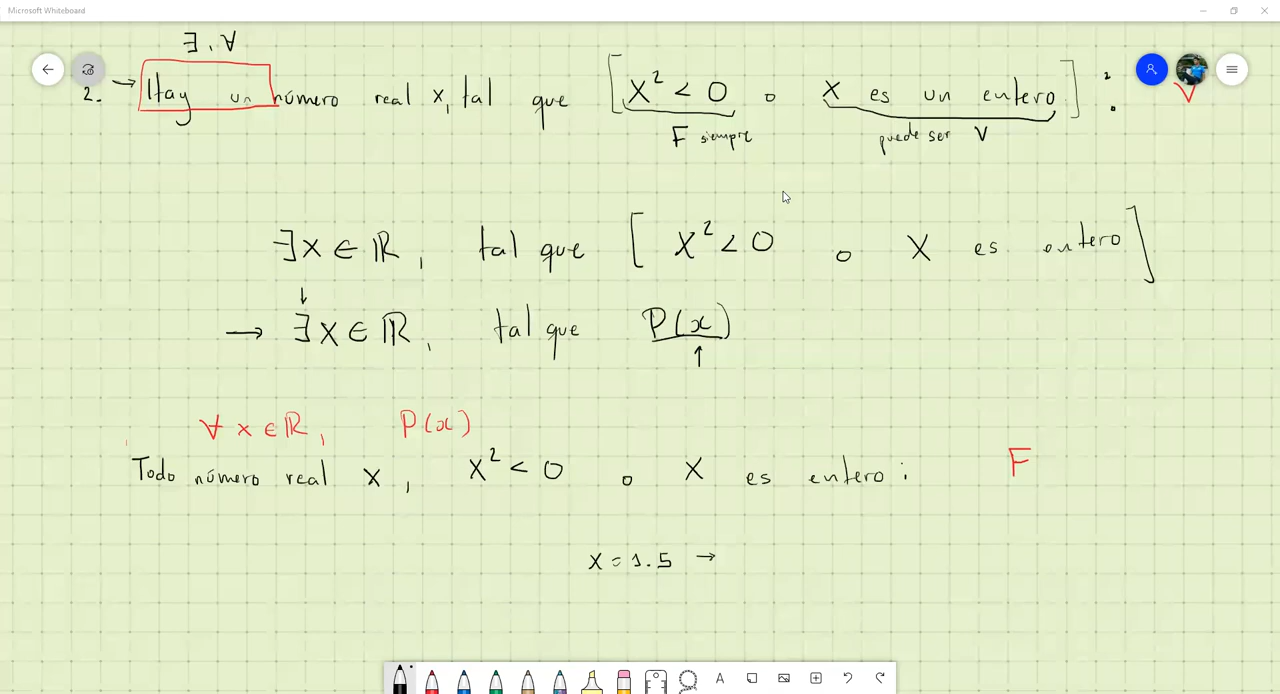 Microsoft Whiteboard
∃, ∀
2. → Hay un número real x, tal que [X² < 0 o X es un entero] : V
F siempre puede ser V
∃x ∈ ℝ, tal que [X² < 0 o X es entero]
↓
→ ∃x ∈ ℝ, tal que P(x)
↑
∀ x ∈ ℝ, P(x)
Todo número real x, X² < 0 o X es entero : F
X = 1.5 →
A